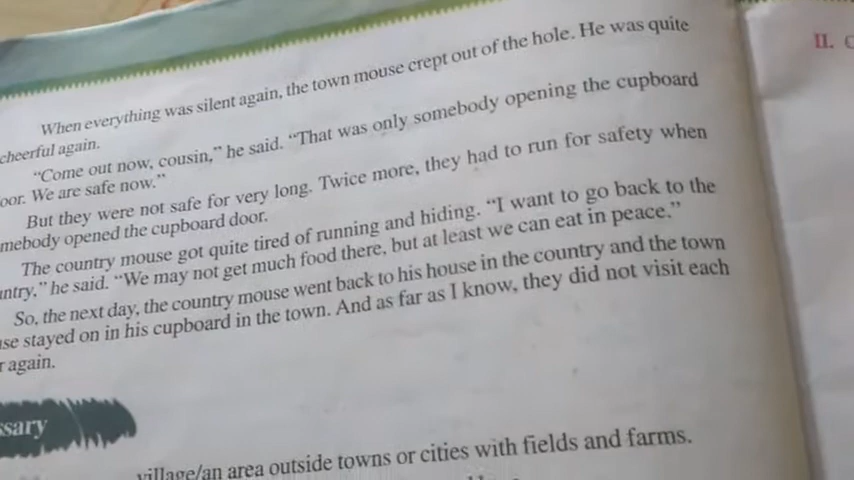 When everything was silent again, the town mouse crept out of the hole. He was quite
cheerful again.
"Come out now, cousin," he said. "That was only somebody opening the cupboard
oor. We are safe now."
But they were not safe for very long. Twice more, they had to run for safety when
mebody opened the cupboard door.
The country mouse got quite tired of running and hiding. "I want to go back to the
untry," he said. "We may not get much food there, but at least we can eat in peace."
So, the next day, the country mouse went back to his house in the country and the town
use stayed on in his cupboard in the town. And as far as I know, they did not visit each
r again.
ssary
village/an area outside towns or cities with fields and farms.
II.